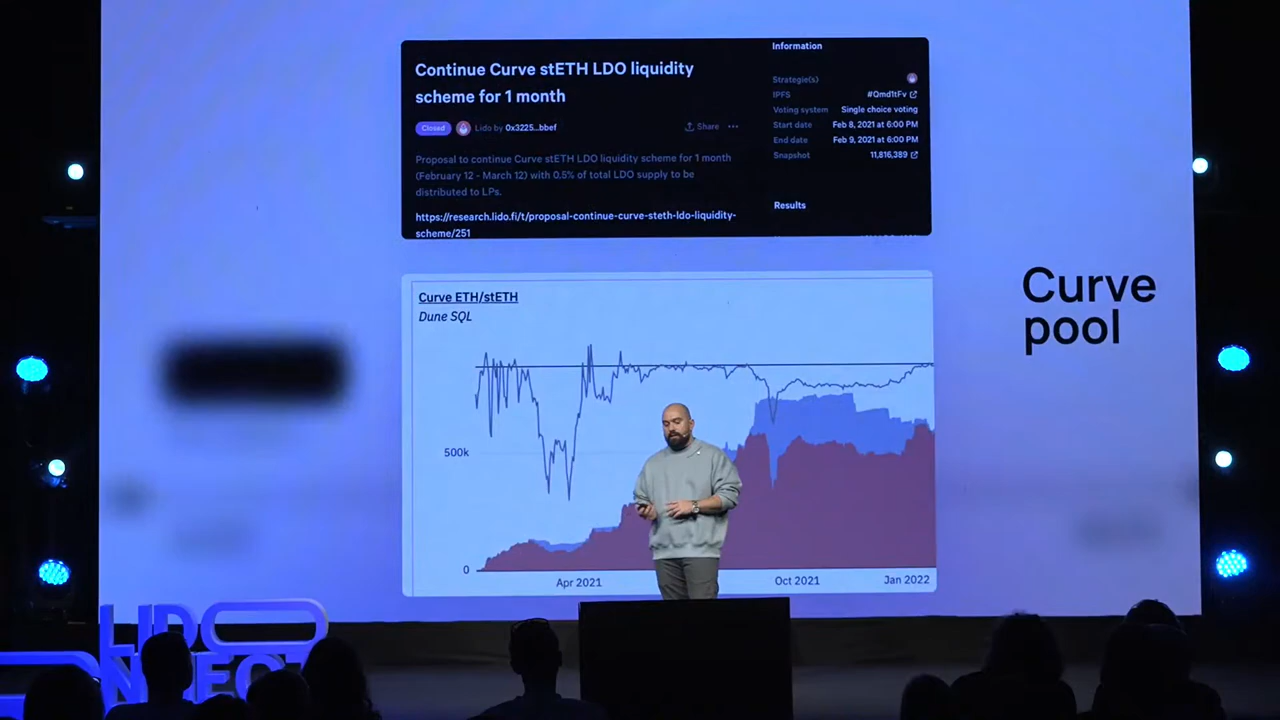 Continue Curve stETH LDO liquidity
scheme for 1 month
Closed Lido by 0x3225...bbef Share ...
Proposal to continue Curve stETH LDO liquidity scheme for 1 month
(February 12 - March 12) with 0.5% of total LDO supply to be
distributed to LPs.
https://research.lido.fi/t/proposal-continue-curve-steth-ldo-liquidity-
scheme/251
Information
Strategie(s)
IPFS #Qmd1tFv
Voting system Single choice voting
Start date Feb 8, 2021 at 6:00 PM
End date Feb 9, 2021 at 6:00 PM
Snapshot 11,816,389
Results
Curve
pool
Curve ETH/stETH
Dune SQL
500k
0
Apr 2021 Oct 2021 Jan 2022
LIDO